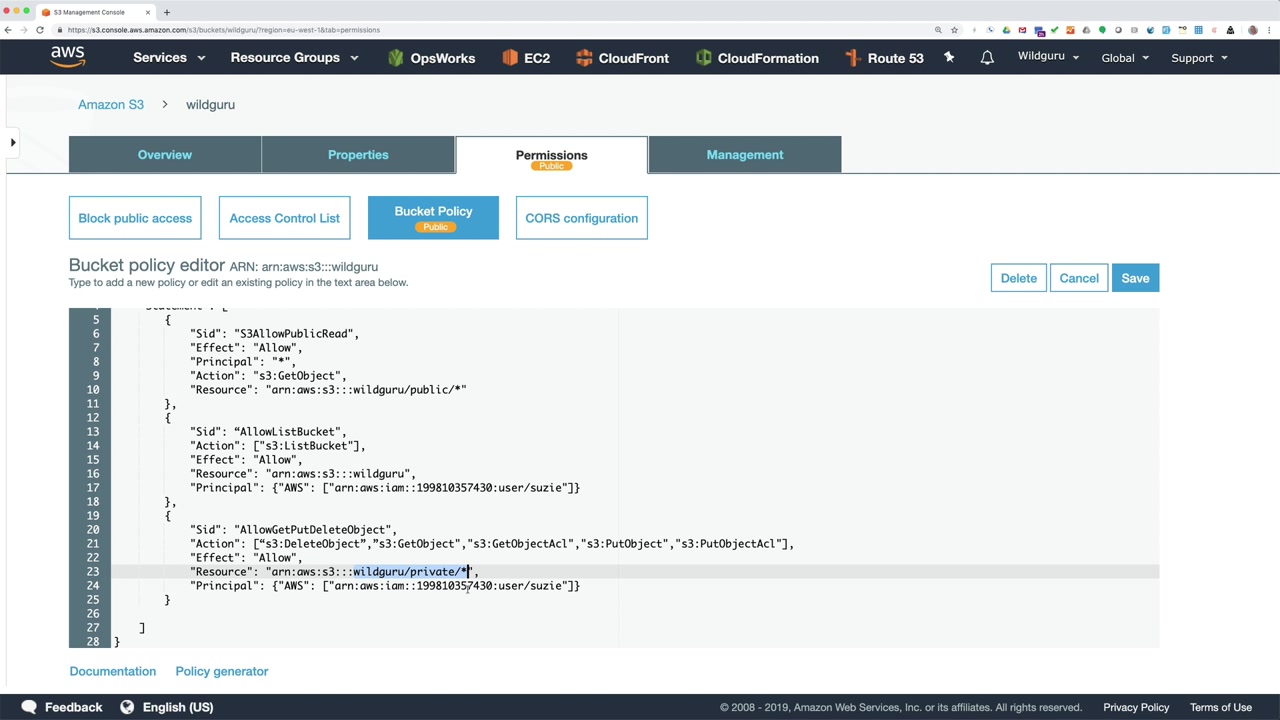 S3 Management Console
https://s3.console.aws.amazon.com/s3/buckets/wildguru/?region=eu-west-1&tab=permissions
aws Services Resource Groups OpsWorks EC2 CloudFront CloudFormation Route 53 Wildguru Global Support
Amazon S3 > wildguru
Overview Properties Permissions Management
Public
Block public access Access Control List Bucket Policy CORS configuration
Public
Bucket policy editor ARN: arn:aws:s3:::wildguru
Type to add a new policy or edit an existing policy in the text area below.
Delete Cancel Save
5 {
6 "Sid": "S3AllowPublicRead",
7 "Effect": "Allow",
8 "Principal": "*",
9 "Action": "s3:GetObject",
10 "Resource": "arn:aws:s3:::wildguru/public/*"
11 },
12 {
13 "Sid": “AllowListBucket",
14 "Action": ["s3:ListBucket"],
15 "Effect": "Allow",
16 "Resource": "arn:aws:s3:::wildguru",
17 "Principal": {"AWS": ["arn:aws:iam::199810357430:user/suzie"]}
18 },
19 {
20 "Sid": "AllowGetPutDeleteObject",
21 "Action": [“s3:DeleteObject”,”s3:GetObject","s3:GetObjectAcl","s3:PutObject","s3:PutObjectAcl"],
22 "Effect": "Allow",
23 "Resource": "arn:aws:s3:::wildguru/private/*",
24 "Principal": {"AWS": ["arn:aws:iam::199810357430:user/suzie"]}
25 }
26
27 ]
28 }
Documentation Policy generator
Feedback English (US) © 2008 - 2019, Amazon Web Services, Inc. or its affiliates. All rights reserved. Privacy Policy Terms of Use